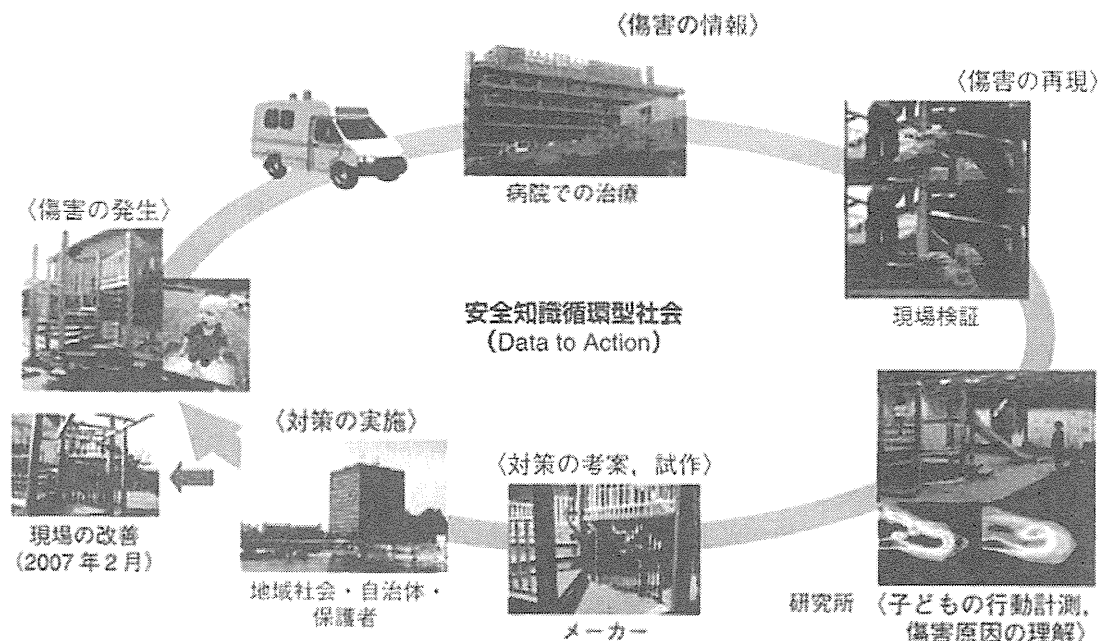 〈傷害の情報〉
病院での治療
〈傷害の再現〉
現場検証
〈傷害の発生〉
安全知識循環型社会
(Data to Action)
〈対策の実施〉
地域社会・自治体・
保護者
〈対策の考案，試作〉
メーカー
研究所
〈子どもの行動計測，
傷害原因の理解〉
現場の改善
(2007年2月)